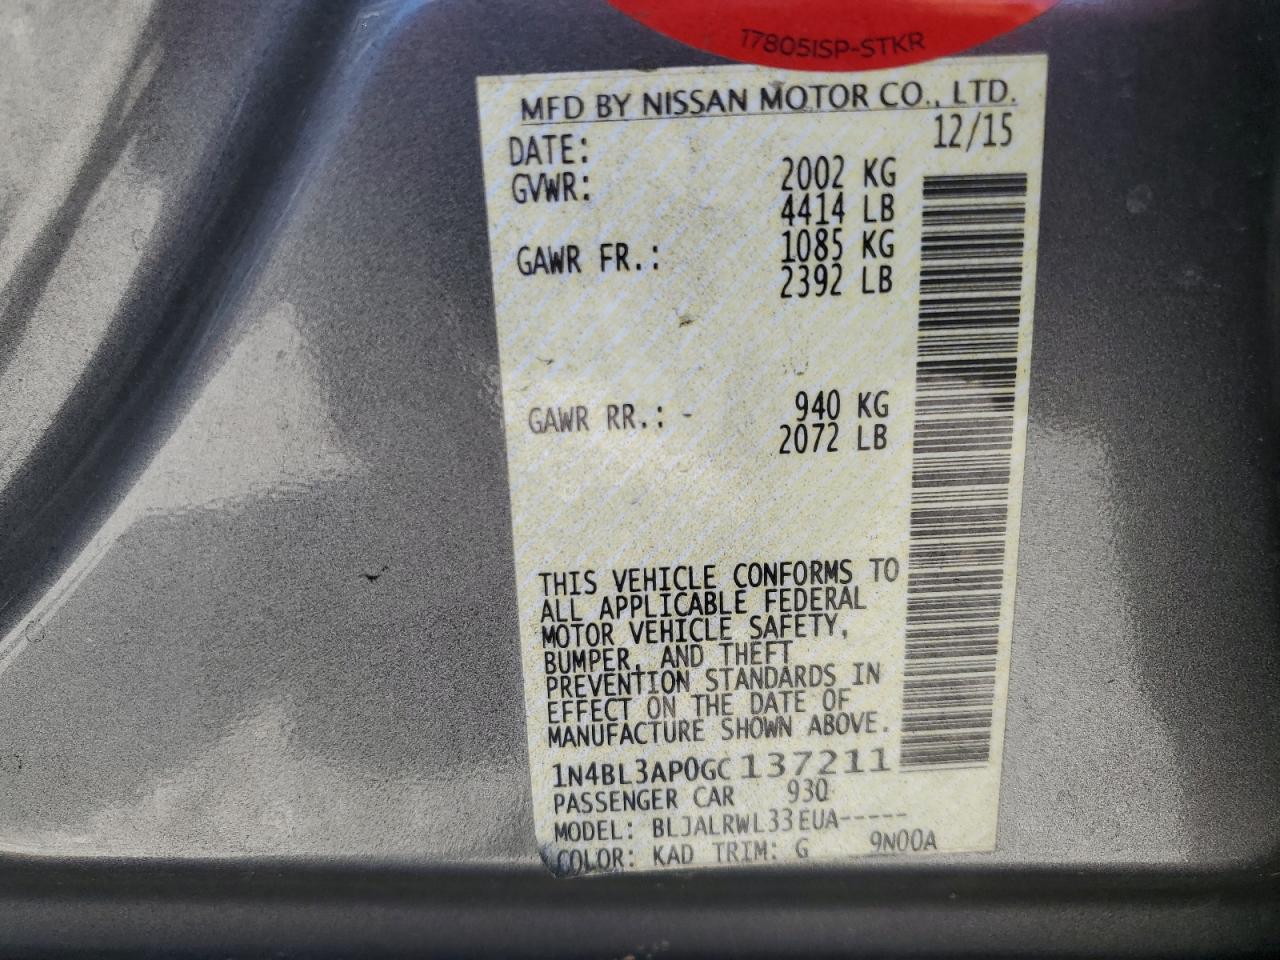 178051SP-STKR
MFD BY NISSAN MOTOR CO., LTD.
DATE: 12/15
GVWR: 2002 KG
4414 LB
GAWR FR.: 1085 KG
2392 LB
GAWR RR.: - 940 KG
2072 LB
THIS VEHICLE CONFORMS TO
ALL APPLICABLE FEDERAL
MOTOR VEHICLE SAFETY,
BUMPER, AND THEFT
PREVENTION STANDARDS IN
EFFECT ON THE DATE OF
MANUFACTURE SHOWN ABOVE.
1N4BL3AP0GC137211
PASSENGER CAR 930
MODEL: BLJALRWL33EUA-----
COLOR: KAD TRIM: G 9N00A